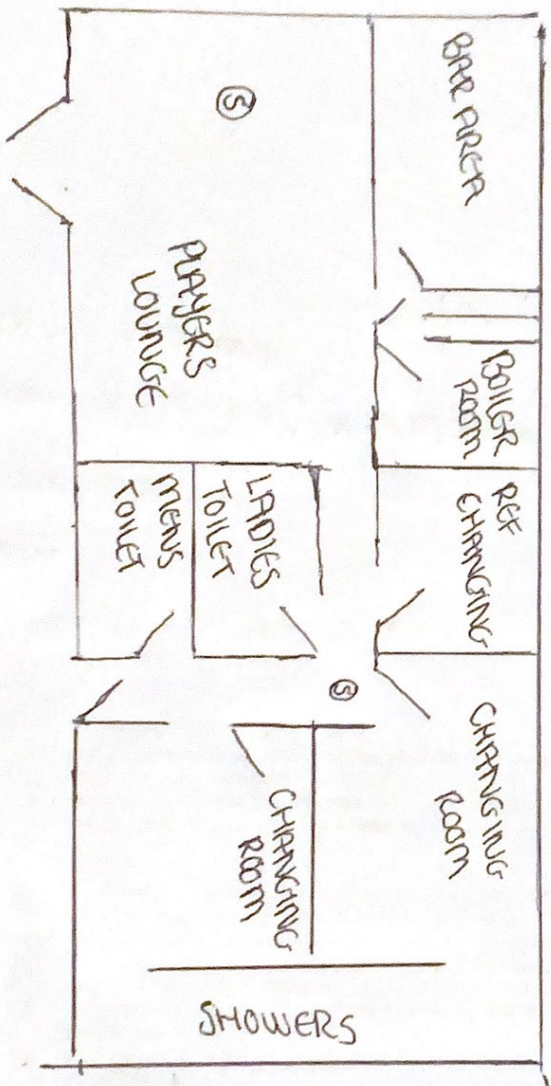 BAR AREA
Ⓢ
PLAYERS
LOUNGE
BOILER
ROOM
REF
CHANGING
LADIES
TOILET
MENS
TOILET
Ⓢ
CHANGING
ROOM
CHANGING
ROOM
SHOWERS